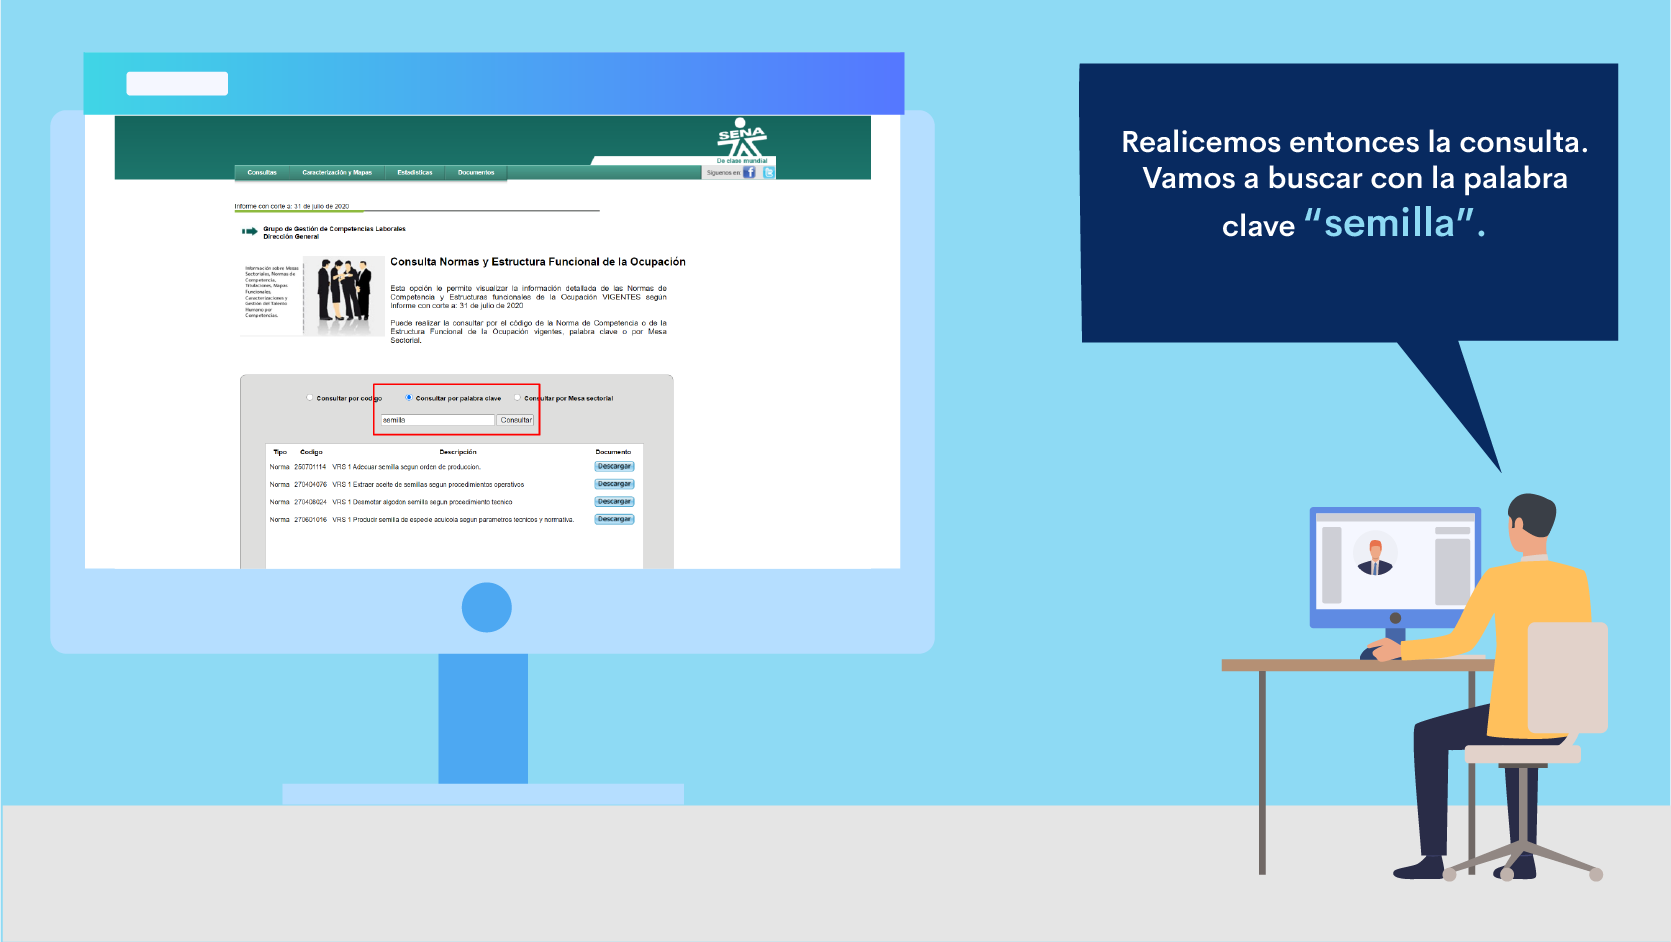 SENA
De clase mundial
Consultas Caracterización y Mapas Estadísticas Documentos
Síguenos en
Informe con corte a: 31 de julio de 2020
Grupo de Gestión de Competencias Laborales
Dirección General
Información sobre Mesas
Sectoriales, Normas de
Competencia,
Titulaciones, Mapas
Funcionales,
Caracterizaciones y
Gestión del Talento
Humano por
Competencias.
Consulta Normas y Estructura Funcional de la Ocupación
Esta opción le permite visualizar la información detallada de las Normas de
Competencia y Estructuras funcionales de la Ocupación VIGENTES según
Informe con corte a: 31 de julio de 2020
Puede realizar la consultar por el código de la Norma de Competencia o de la
Estructura Funcional de la Ocupación vigentes, palabra clave o por Mesa
Sectorial.
Consultar por codigo Consultar por palabra clave Consultar por Mesa sectorial
semilla Consultar
Tipo Codigo Descripción Documento
Norma 250701114 VRS 1 Adecuar semilla segun orden de produccion. Descargar
Norma 270404076 VRS 1 Extraer aceite de semillas segun procedimientos operativos Descargar
Norma 270408024 VRS 1 Desmotar algodon semilla segun procedimiento tecnico Descargar
Norma 270601016 VRS 1 Producir semilla de especie acuicola segun parametros tecnicos y normativa. Descargar
Realicemos entonces la consulta.
Vamos a buscar con la palabra
clave “semilla”.